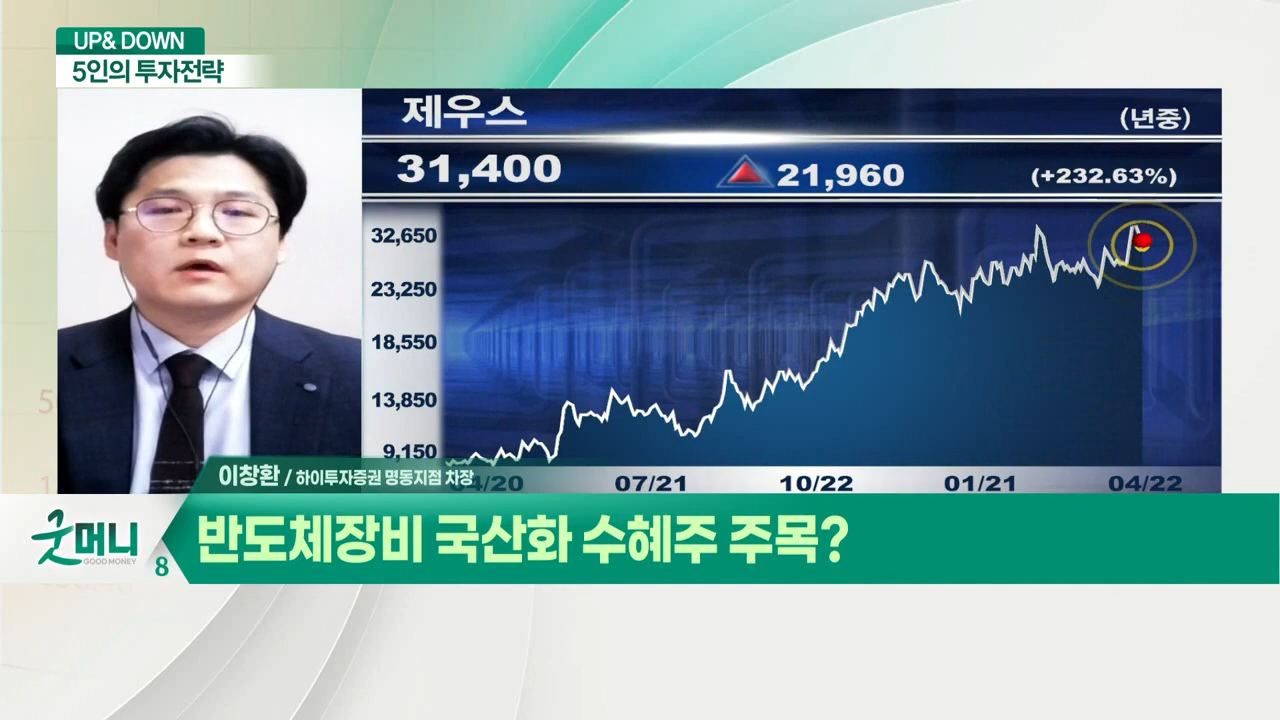 UP& DOWN
5인의 투자전략
제우스
(년중)
31,400
21,960
(+232.63%)
32,650
23,250
18,550
13,850
9,150
04/20
07/21
10/22
01/21
04/22
이창환 / 하이투자증권 명동지점 차장
반도체장비 국산화 수혜주 주목?
굿머니
GOOD MONEY
8